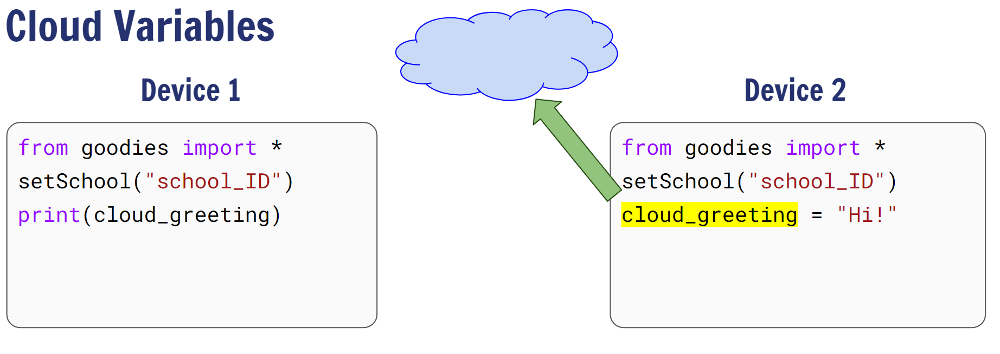 Cloud Variables
Device 1
from goodies import *
setSchool("school_ID")
print(cloud_greeting)
Device 2
from goodies import *
setSchool("school_ID")
cloud_greeting = "Hi!"